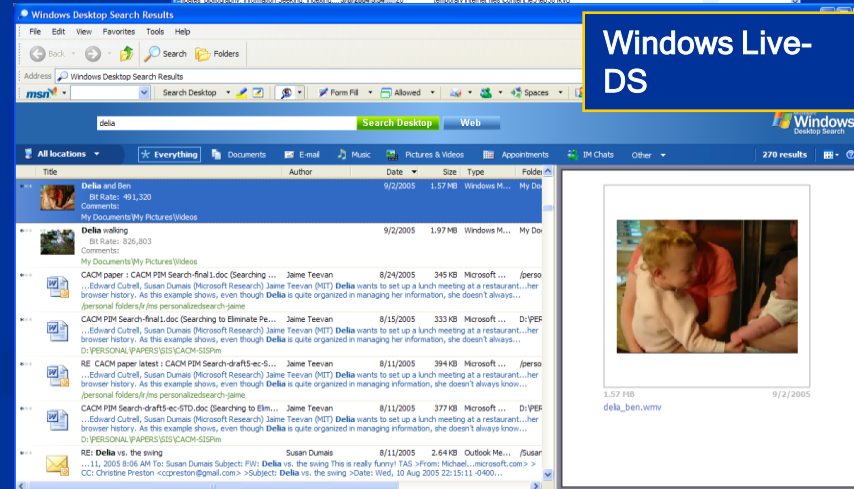 Windows Desktop Search Results
Windows Live-
DS
File Edit View Favorites Tools Help
Back Search Folders
Address Windows Desktop Search Results
msn Search Desktop Form Fill Allowed Spaces
delia Search Desktop Web
Windows
Desktop Search
All locations Everything Documents E-mail Music Pictures & Videos Appointments IM Chats Other 270 results
Title Author Date Size Type Folder
Delia and Ben 9/2/2005 1.57 MB Windows M... My Do
Bit Rate: 491,320
Comments:
My Documents\My Pictures\Videos
Delia walking 9/2/2005 1.97 MB Windows M... My Do
Bit Rate: 826,803
Comments:
My Documents\My Pictures\Videos
CACM paper : CACM PIM Search-final1.doc (Searching ... Jaime Teevan 8/24/2005 345 KB Microsoft ... /perso
...Edward Cutrell, Susan Dumais (Microsoft Research) Jaime Teevan (MIT) Delia wants to set up a lunch meeting at a restaurant...her
browser history. As this example shows, even though Delia is quite organized in managing her information, she doesn't always...
/personal folders/ir/ms personalizedsearch-jaime
CACM PIM Search-final1.doc (Searching to Eliminate Pe... Jaime Teevan 8/15/2005 333 KB Microsoft ... D:\PER
...Edward Cutrell, Susan Dumais (Microsoft Research) Jaime Teevan (MIT) Delia wants to set up a lunch meeting at a restaurant...her
browser history. As this example shows, even though Delia is quite organized in managing information, she doesn't always...
D:\PERSONAL\PAPERS\SIS\CACM-SISPim
RE CACM paper latest : CACM PIM Search-draft5-ec-S... Jaime Teevan 8/11/2005 394 KB Microsoft ... /perso
...Edward Cutrell, Susan Dumais (Microsoft Research) Jaime Teevan (MIT) Delia wants to set up a lunch meeting at a restaurant...her
browser history. As this example shows, even though Delia is quite organized in managing information, she doesn't always know...
/personal folders/ir/ms personalizedsearch-jaime
CACM PIM Search-draft5-ec-STD.doc (Searching to Elim... Jaime Teevan 8/11/2005 377 KB Microsoft ... D:\PER
...Edward Cutrell, Susan Dumais (Microsoft Research) Jaime Teevan (MIT) Delia wants to set up a lunch meeting at a restaurant...her
browser history. As this example shows, even though Delia is quite organized in managing information, she doesn't always know...
D:\PERSONAL\PAPERS\SIS\CACM-SISPim
RE: Delia vs. the swing Susan Dumais 8/11/2005 2.64 KB Outlook Me... /Susan
...11, 2005 8:06 AM To: Susan Dumais Subject: FW: Delia vs. the swing This is really funny! TAS >From: Michael...microsoft.com> >
CC: Christine Preston <ccpreston@gmail.com> >Subject: Delia vs. the swing >Date: Wed, 10 Aug 2005 22:15:11 -0400...
1.57 MB 9/2/2005
delia_ben.wmv